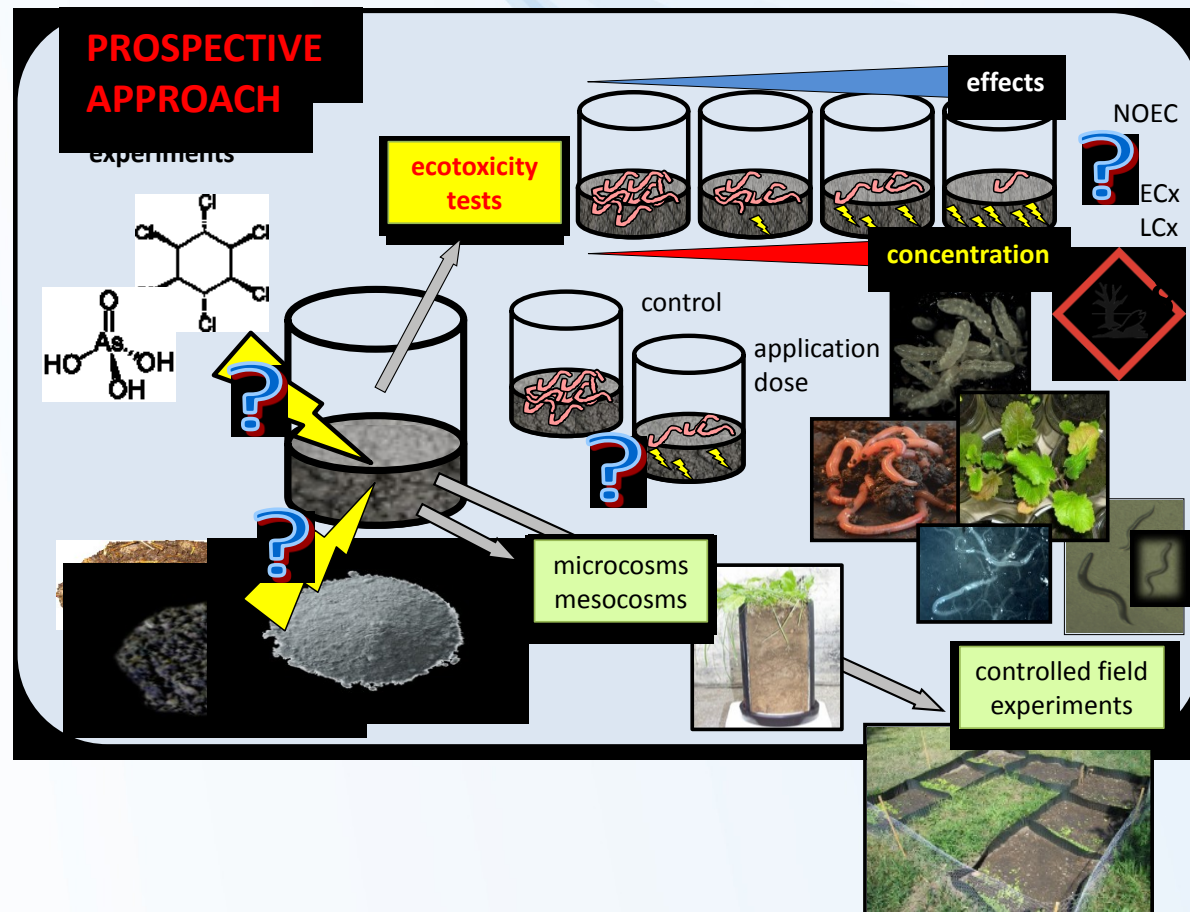 PROSPECTIVE
APPROACH
experiments
ecotoxicity
tests
effects
NOEC
?
ECx
LCx
concentration
control
application
dose
?
Cl
Cl
Cl
Cl
Cl
Cl
O
As
HO
OH
OH
?
?
microcosms
mesocosms
controlled field
experiments